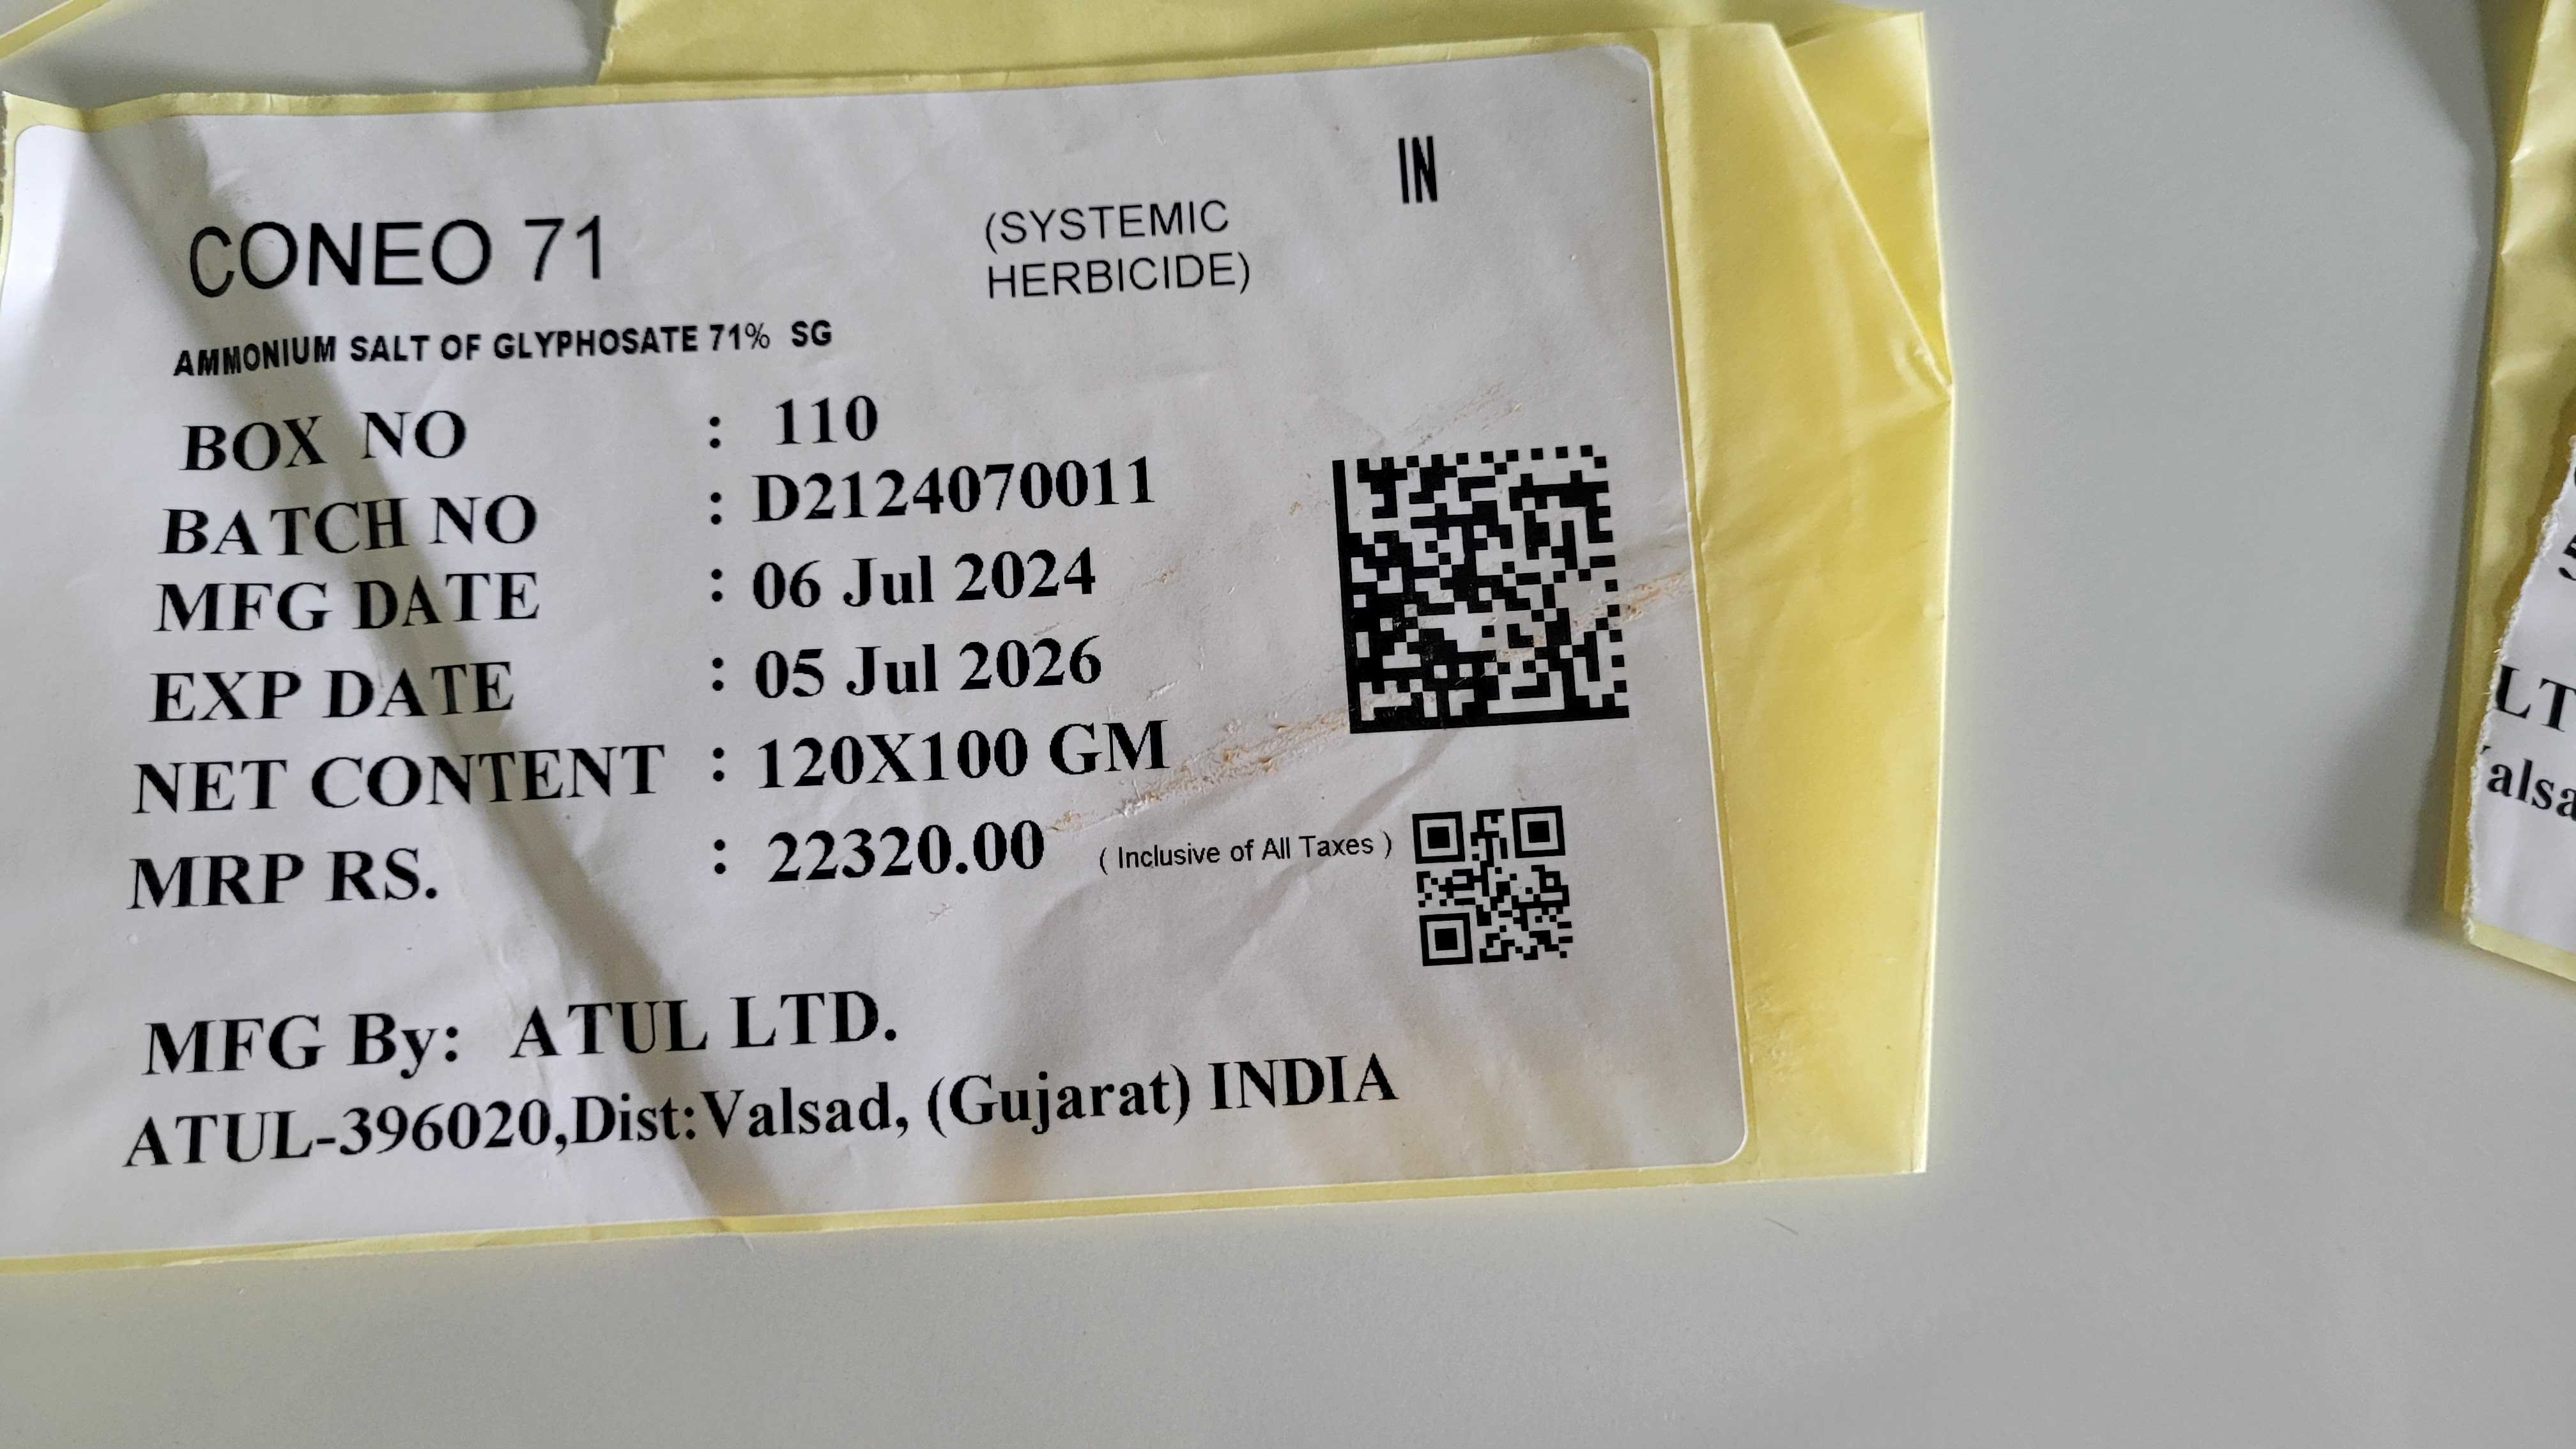 IN
CONEO 71 (SYSTEMIC
HERBICIDE)
AMMONIUM SALT OF GLYPHOSATE 71% SG
BOX NO : 110
BATCH NO : D2124070011
MFG DATE : 06 Jul 2024
EXP DATE : 05 Jul 2026
NET CONTENT : 120X100 GM
MRP RS. : 22320.00 ( Inclusive of All Taxes )
MFG By: ATUL LTD.
ATUL-396020,Dist:Valsad, (Gujarat) INDIA
LT
alsa